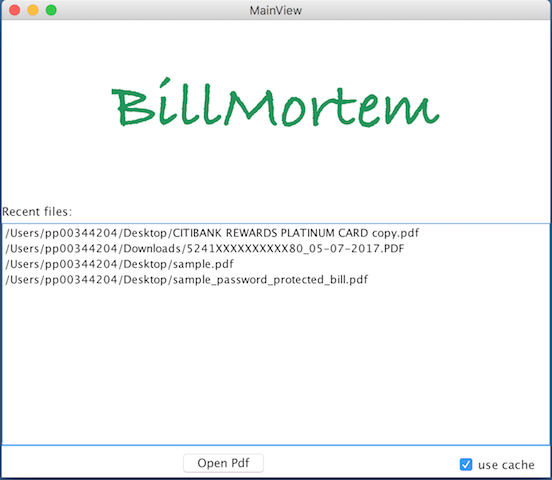 MainView
BillMortem
Recent files:
/Users/pp00344204/Desktop/CITIBANK REWARDS PLATINUM CARD copy.pdf
/Users/pp00344204/Downloads/5241XXXXXXXXXX80_05-07-2017.PDF
/Users/pp00344204/Desktop/sample.pdf
/Users/pp00344204/Desktop/sample_password_protected_bill.pdf
Open Pdf
use cache